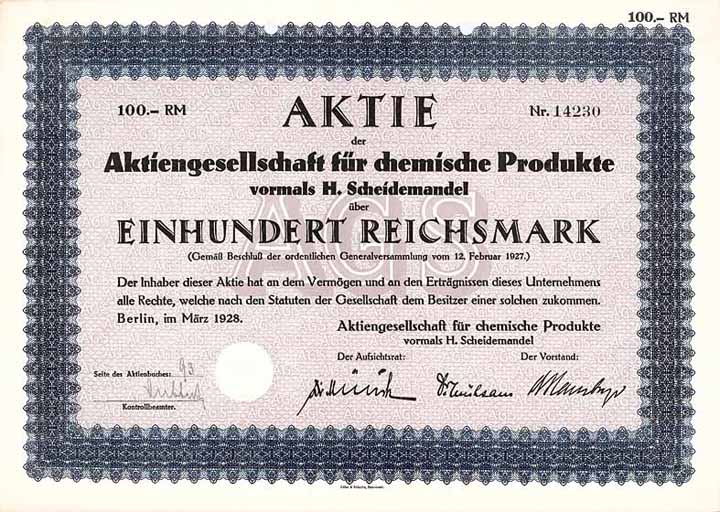 100.– RM
100.– RM
AKTIE
Nr. 14230
der
Aktiengesellschaft für chemische Produkte
vormals H. Scheidemandel
über
EINHUNDERT REICHSMARK
(Gemäß Beschluß der ordentlichen Generalversammlung vom 12. Februar 1927.)
Der Inhaber dieser Aktie hat an dem Vermögen und an den Erträgnissen dieses Unternehmens
alle Rechte, welche nach den Statuten der Gesellschaft dem Besitzer einer solchen zukommen.
Berlin, im März 1928.
Aktiengesellschaft für chemische Produkte
vormals H. Scheidemandel
Der Aufsichtsrat:
Der Vorstand:
Seite des Aktienbuches: 93
Kontrollbeamter.
AGS